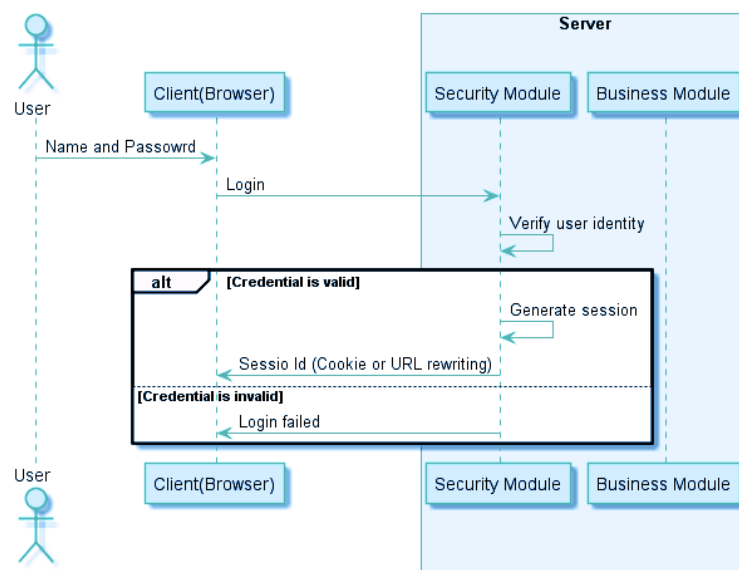 Server
User
Client(Browser)
Security Module
Business Module
Name and Passowrd
Login
Verify user identity
alt
[Credential is valid]
Generate session
Sessio Id (Cookie or URL rewriting)
[Credential is invalid]
Login failed
User
Client(Browser)
Security Module
Business Module